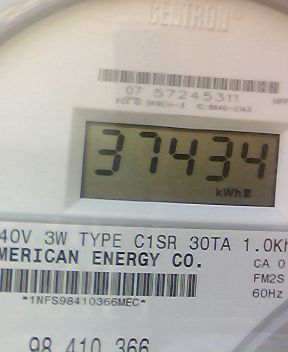 CENTRON®
07 57245311
37434
kWh
40V 3W TYPE C1SR 30TA 1.0Kh
MERICAN ENERGY CO.
CA 0
FM2S
60Hz
*1NFS98410366MEC*
98 410 366